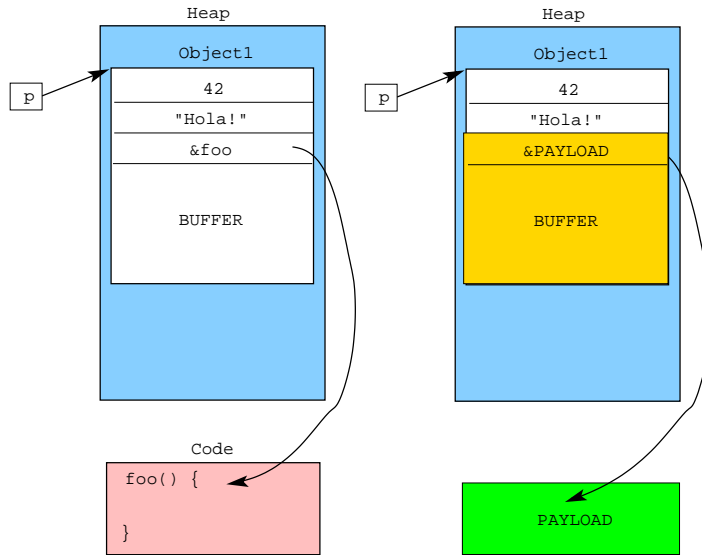 Heap
Object1
p
42
"Hola!"
&foo
BUFFER
Code
foo() {
}
Heap
Object1
p
42
"Hola!"
&PAYLOAD
BUFFER
PAYLOAD